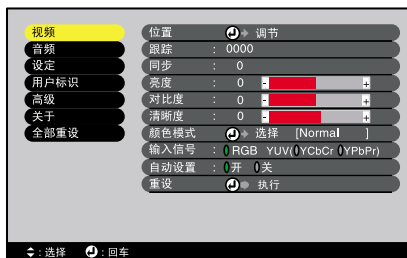 视频
音频
设定
用户标识
高级
关于
全部重设
位置 调节
跟踪 : 0000
同步 : 0
亮度 : 0 - +
对比度 : 0 - +
清晰度 : 0 - +
颜色模式 选择 [Normal ]
输入信号 : RGB YUV(YCbCr YPbPr)
自动设置 : 开 关
重设 执行
: 选择 : 回车